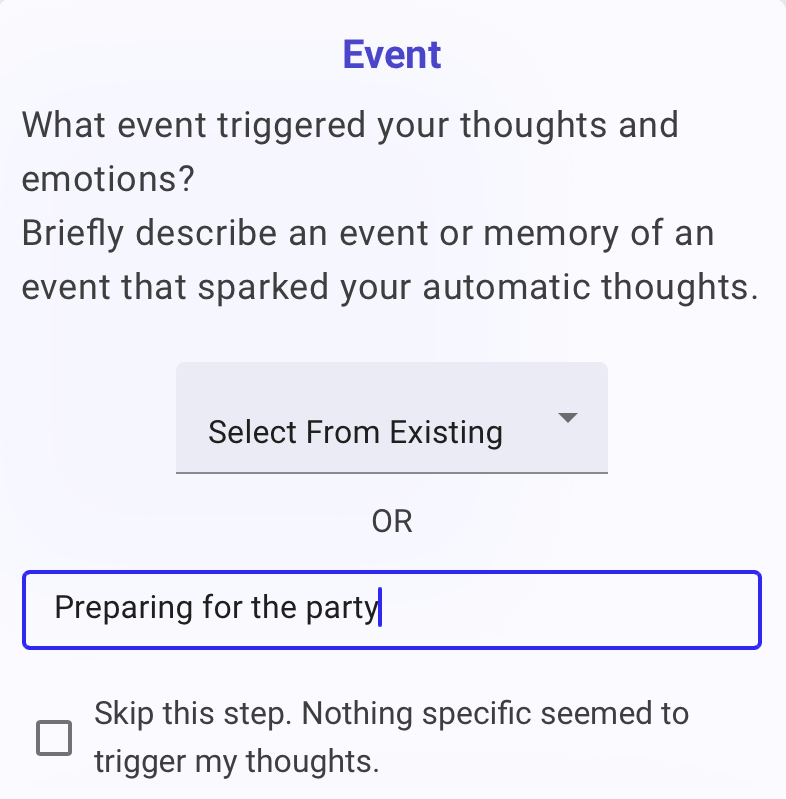 Event
What event triggered your thoughts and
emotions?
Briefly describe an event or memory of an
event that sparked your automatic thoughts.
Select From Existing
OR
Preparing for the party
Skip this step. Nothing specific seemed to
trigger my thoughts.